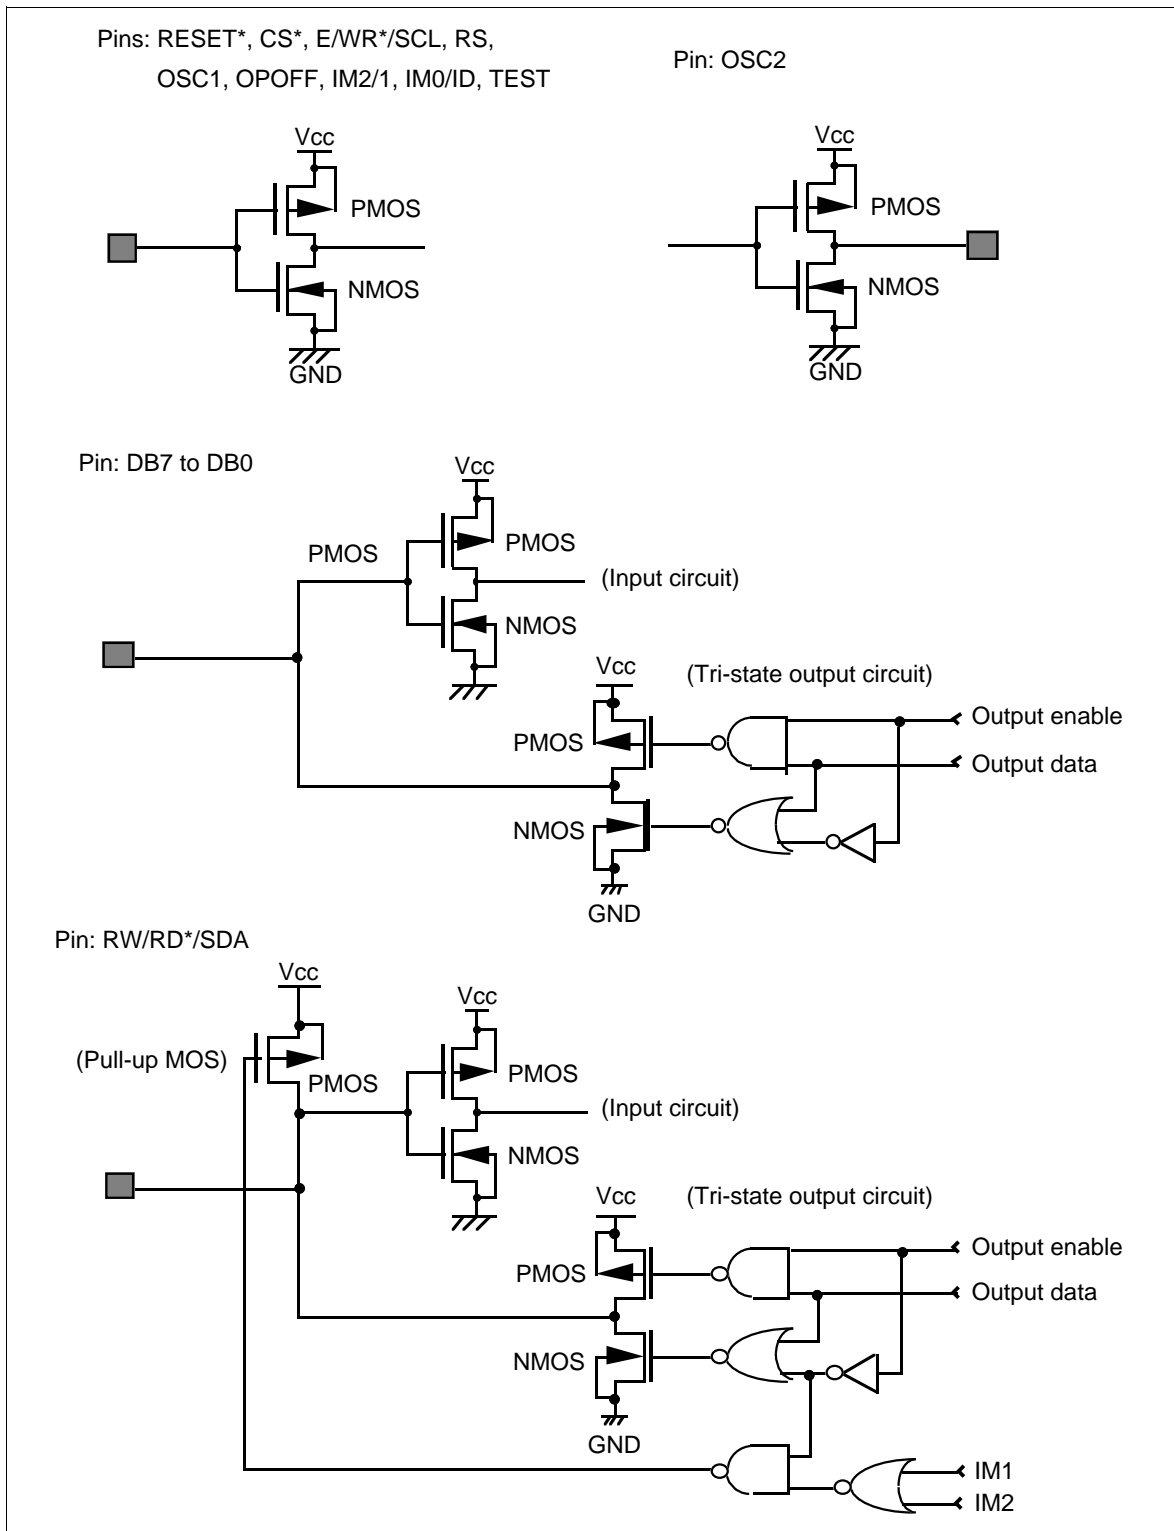 Pins: RESET*, CS*, E/WR*/SCL, RS,
OSC1, OPOFF, IM2/1, IM0/ID, TEST
Vcc
PMOS
NMOS
GND
Pin: OSC2
Vcc
PMOS
NMOS
GND
Pin: DB7 to DB0
Vcc
PMOS
PMOS
(Input circuit)
NMOS
Vcc
(Tri-state output circuit)
Output enable
PMOS
Output data
NMOS
GND
Pin: RW/RD*/SDA
Vcc
Vcc
(Pull-up MOS)
PMOS
PMOS
(Input circuit)
NMOS
Vcc
(Tri-state output circuit)
Output enable
PMOS
Output data
NMOS
GND
IM1
IM2